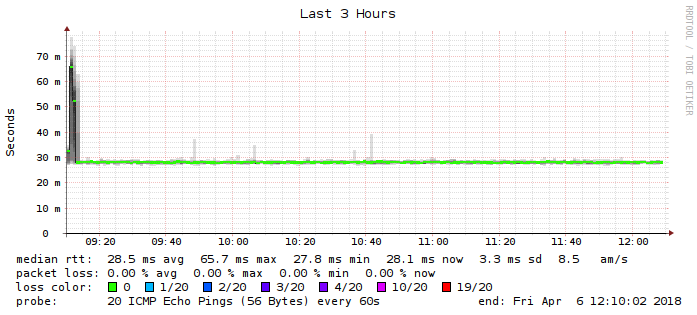 Last 3 Hours
RRDTOOL / TOBI OETIKER
Seconds
70 m
60 m
50 m
40 m
30 m
20 m
10 m
0
09:20 09:40 10:00 10:20 10:40 11:00 11:20 11:40 12:00
median rtt: 28.5 ms avg 65.7 ms max 27.8 ms min 28.1 ms now 3.3 ms sd 8.5 am/s
packet loss: 0.00 % avg 0.00 % max 0.00 % min 0.00 % now
loss color: 0 1/20 2/20 3/20 4/20 10/20 19/20
probe: 20 ICMP Echo Pings (56 Bytes) every 60s end: Fri Apr 6 12:10:02 2018